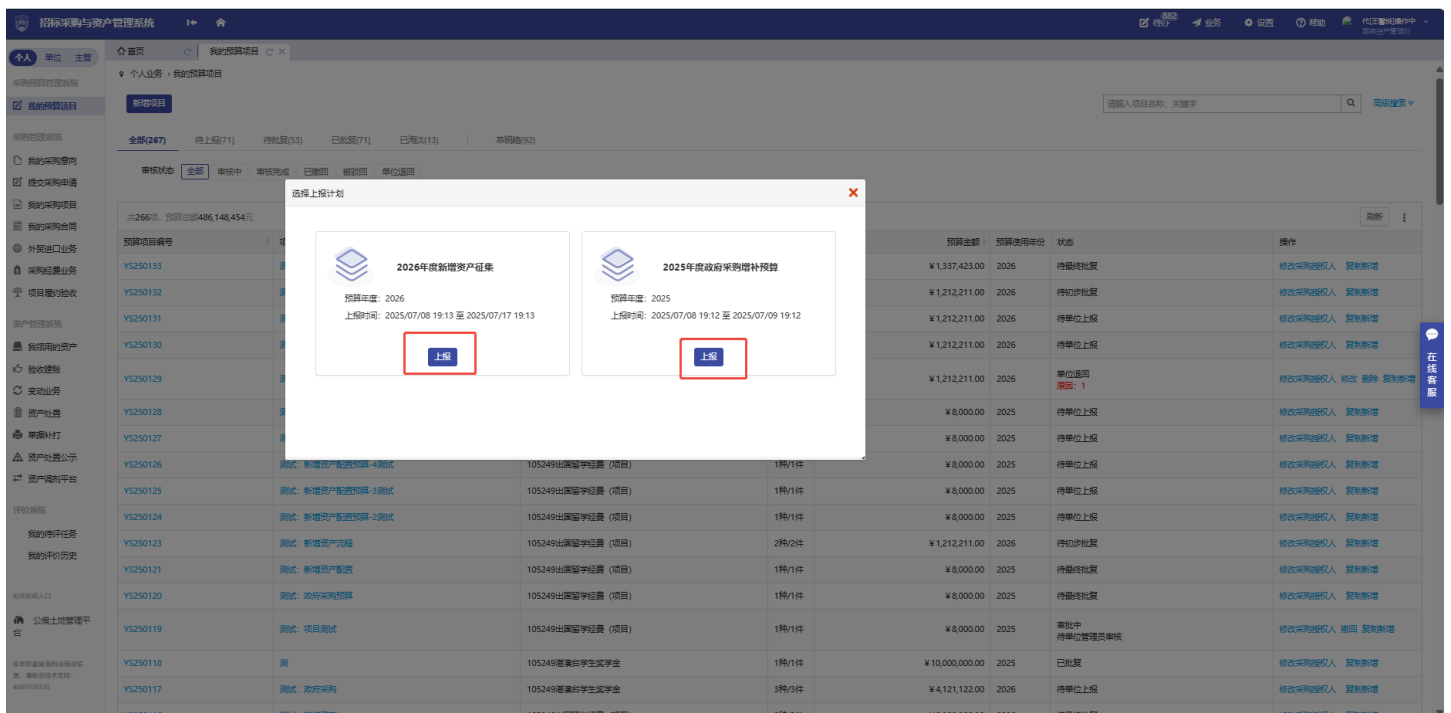 招标采购与资产管理系统
待办 882 业务 设置 帮助 代[王馨悦]操作中
国有资产管理处
个人 单位 主管
首页 我的预算项目
个人业务 › 我的预算项目
采购预算管理系统
我的预算项目
采购管理系统
我的采购意向
提交采购申请
我的采购项目
我的采购合同
外贸进口业务
采购经费业务
项目履约验收
资产管理系统
我领用的资产
验收建账
变动业务
资产处置
单据补打
资产处置公示
资产调剂平台
评价系统
我的待评任务
我的评价历史
相关系统入口
公房土地管理平台
4001010335
新增项目
请输入项目名称、关键字 高级搜索
全部(267) 待上报(71) 待批复(53) 已批复(71) 已淘汰(13) 草稿箱(92)
审核状态 全部 审核中 审核完成 已撤回 被驳回 单位退回
共266项，预算总额486,148,454元 刷新
选择上报计划
2026年度新增资产征集
预算年度：2026
上报时间：2025/07/08 19:13 至 2025/07/17 19:13
上报
2025年度政府采购增补预算
预算年度：2025
上报时间：2025/07/08 19:12 至 2025/07/09 19:12
上报
预算项目编号 预算金额 预算使用年份 状态 操作
YS250133 ¥1,337,423.00 2026 待最终批复 修改采购授权人 复制新增
YS250132 ¥1,212,211.00 2026 待初步批复 修改采购授权人 复制新增
YS250131 ¥1,212,211.00 2026 待单位上报 修改采购授权人 复制新增
YS250130 ¥1,212,211.00 2026 待单位上报 修改采购授权人 复制新增
YS250129 ¥1,212,211.00 2026 单位退回 原因：1 修改采购授权人 修改 删除 复制新增
YS250128 ¥8,000.00 2025 待单位上报 修改采购授权人 复制新增
YS250127 ¥8,000.00 2025 待单位上报 修改采购授权人 复制新增
YS250126 测试：新增资产配置预算-4测试 105249出国留学经费（项目） 1种/1件 ¥8,000.00 2025 待单位上报 修改采购授权人 复制新增
YS250125 测试：新增资产配置预算-3测试 105249出国留学经费（项目） 1种/1件 ¥8,000.00 2025 待单位上报 修改采购授权人 复制新增
YS250124 测试：新增资产配置预算-2测试 105249出国留学经费（项目） 1种/1件 ¥8,000.00 2025 待单位上报 修改采购授权人 复制新增
YS250123 测试：新增资产流程 105249出国留学经费（项目） 2种/2件 ¥1,212,211.00 2026 待初步批复 修改采购授权人 复制新增
YS250121 测试：新增资产配置 105249出国留学经费（项目） 1种/1件 ¥8,000.00 2025 待最终批复 修改采购授权人 复制新增
YS250120 测试：政府采购预算 105249出国留学经费（项目） 1种/1件 ¥8,000.00 2025 待最终批复 修改采购授权人 复制新增
YS250119 测试：项目测试 105249出国留学经费（项目） 1种/1件 ¥8,000.00 2025 审批中 待单位管理员审核 修改采购授权人 撤回 复制新增
YS250118 测 105249港澳台学生奖学金 1种/1件 ¥10,000,000.00 2025 已批复 修改采购授权人 复制新增
YS250117 测试：政府采购 105249港澳台学生奖学金 3种/3件 ¥4,121,122.00 2026 待单位上报 修改采购授权人 复制新增
在线客服